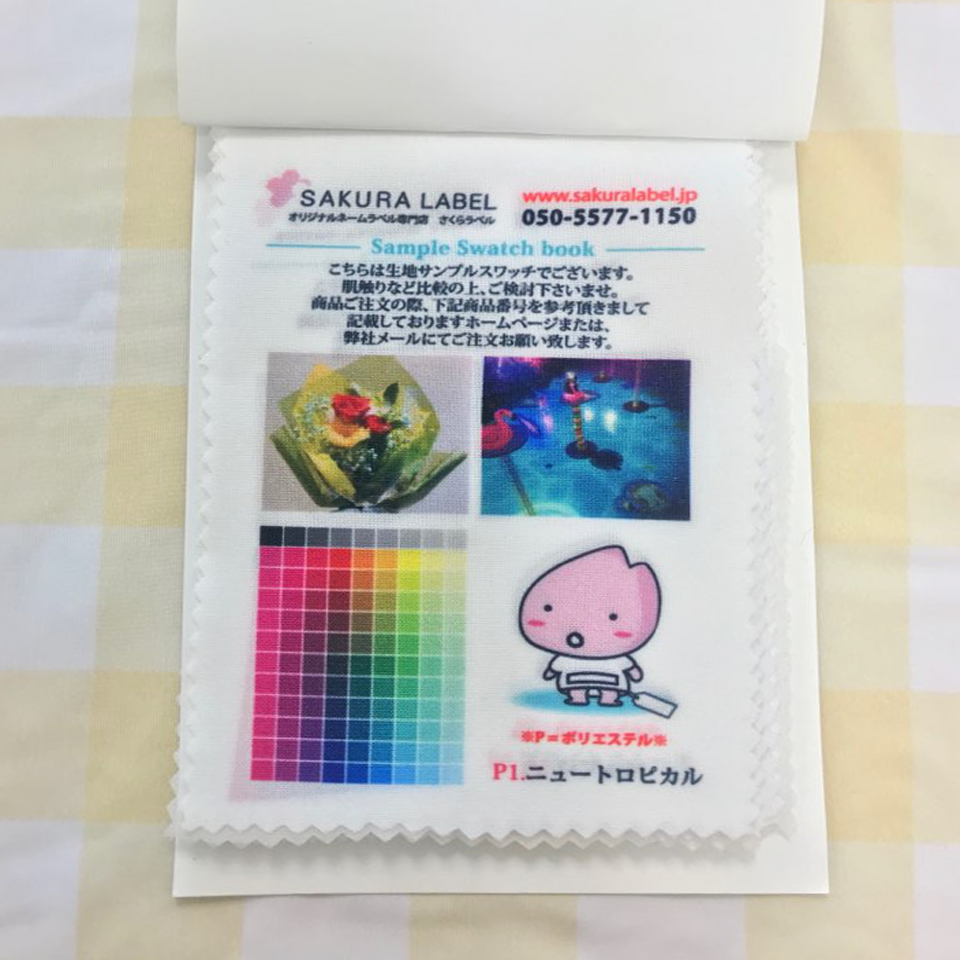 SAKURA LABEL
オリジナルネームラベル専門店 さくらラベル
www.sakuralabel.jp
050-5577-1150
Sample Swatch book
こちらは生地サンプルスワッチでございます。
肌触りなど比較の上、ご検討下さいませ。
商品ご注文の際、下記商品番号を参考頂きまして
記載しておりますホームページまたは、
弊社メールにてご注文お願い致します。
※P=ポリエステル※
P1.ニュートロピカル